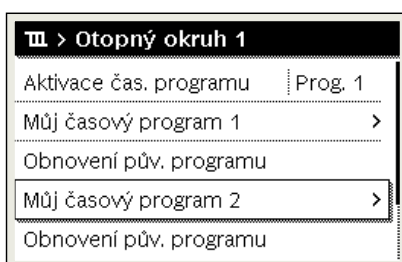 > Otopný okruh 1
Aktivace čas. programu Prog. 1
Můj časový program 1 >
Obnovení pův. programu
Můj časový program 2 >
Obnovení pův. programu